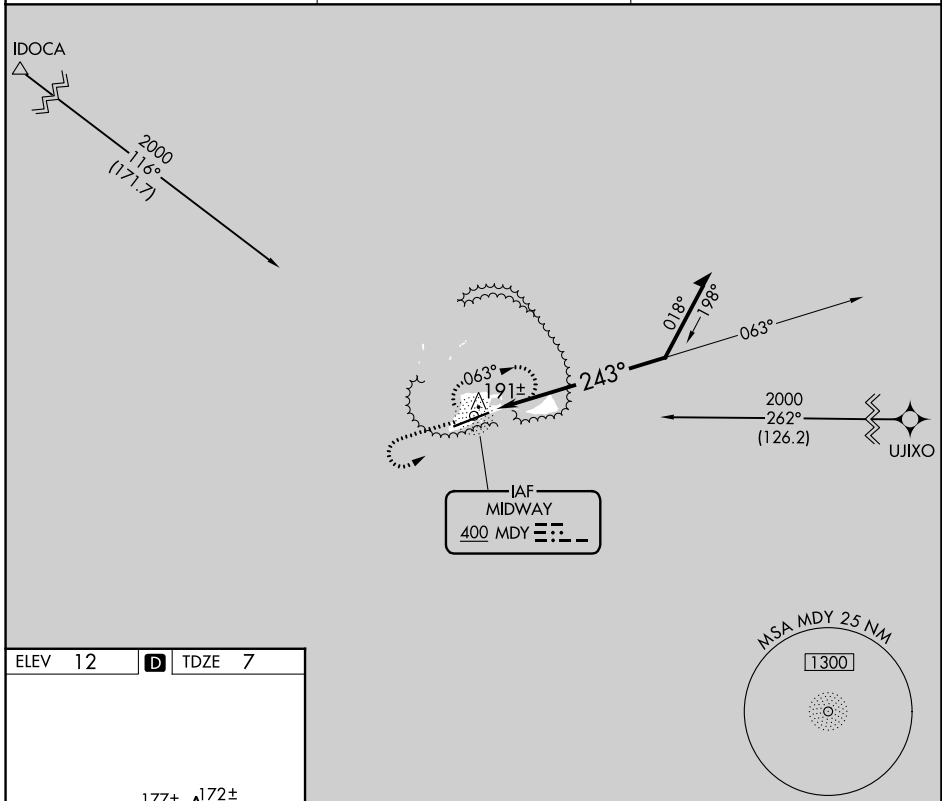 IDOCA
2000
116°
(171.7)
018°
198°
063°
063°
243°
191±
2000
262°
(126.2)
UJIXO
IAF
MIDWAY
400 MDY
MSA MDY 25 NM
1300
ELEV 12
D
TDZE 7
177±
172±